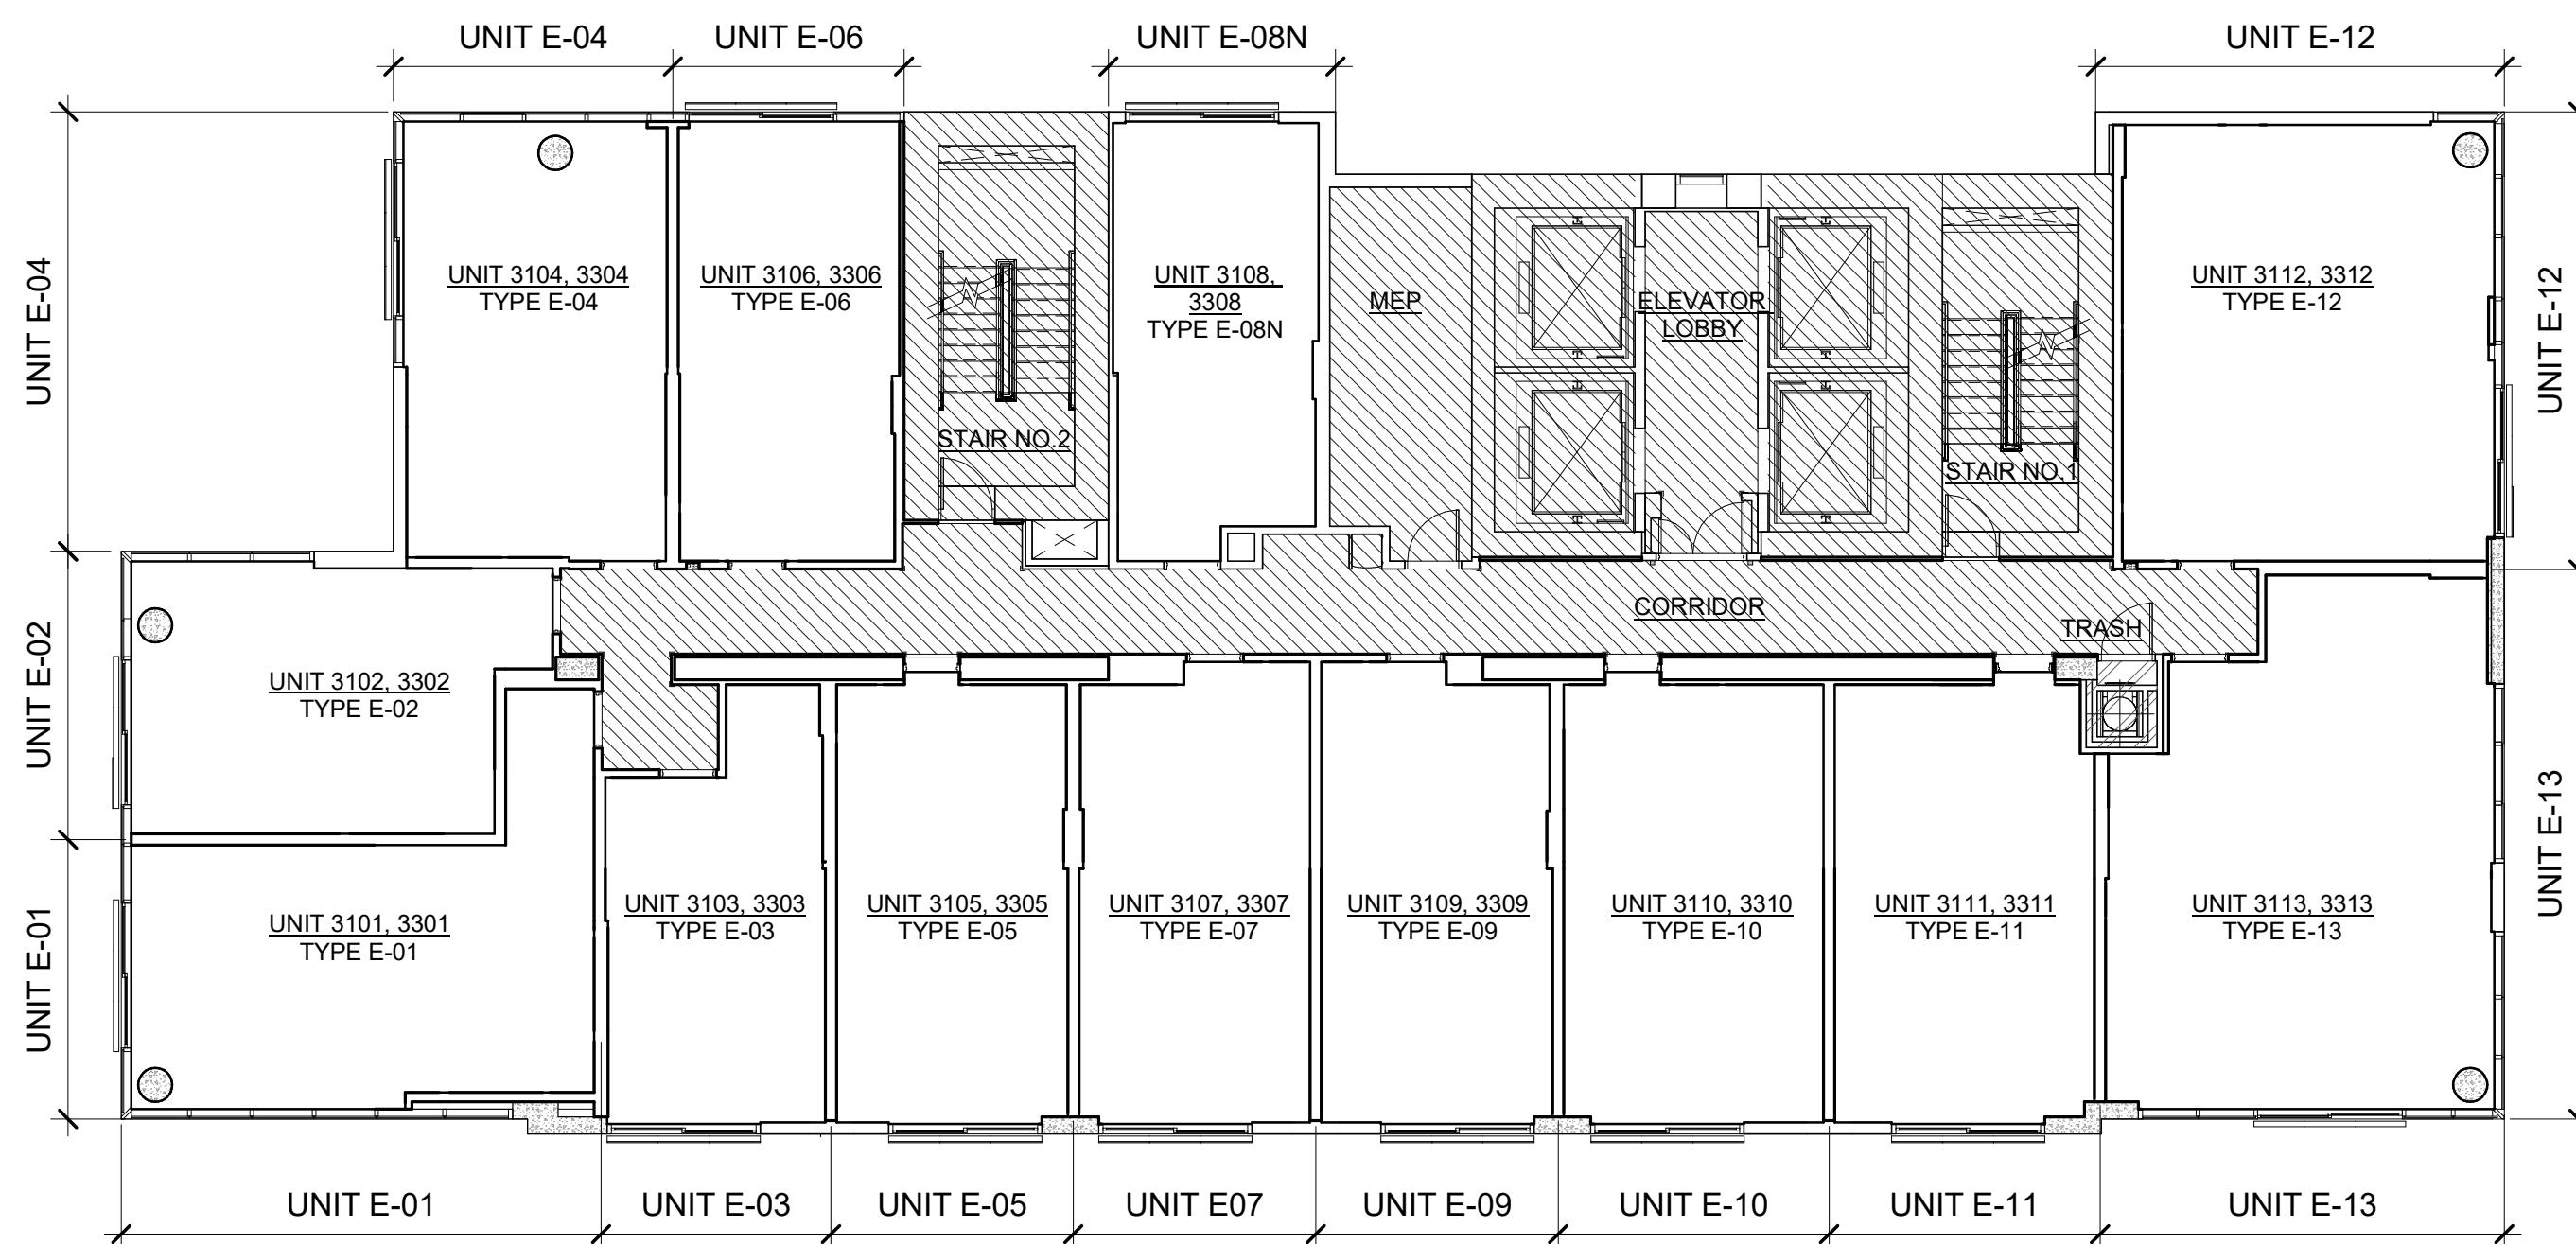 UNIT E-04
UNIT E-06
UNIT E-08N
UNIT E-12
UNIT E-04
UNIT 3104, 3304
TYPE E-04
UNIT 3106, 3306
TYPE E-06
UNIT 3108,
3308
TYPE E-08N
MEP
ELEVATOR
LOBBY
UNIT 3112, 3312
TYPE E-12
UNIT E-12
STAIR NO.2
STAIR NO.1
CORRIDOR
TRASH
UNIT E-02
UNIT 3102, 3302
TYPE E-02
UNIT E-01
UNIT 3101, 3301
TYPE E-01
UNIT 3103, 3303
TYPE E-03
UNIT 3105, 3305
TYPE E-05
UNIT 3107, 3307
TYPE E-07
UNIT 3109, 3309
TYPE E-09
UNIT 3110, 3310
TYPE E-10
UNIT 3111, 3311
TYPE E-11
UNIT 3113, 3313
TYPE E-13
UNIT E-13
UNIT E-01
UNIT E-03
UNIT E-05
UNIT E07
UNIT E-09
UNIT E-10
UNIT E-11
UNIT E-13